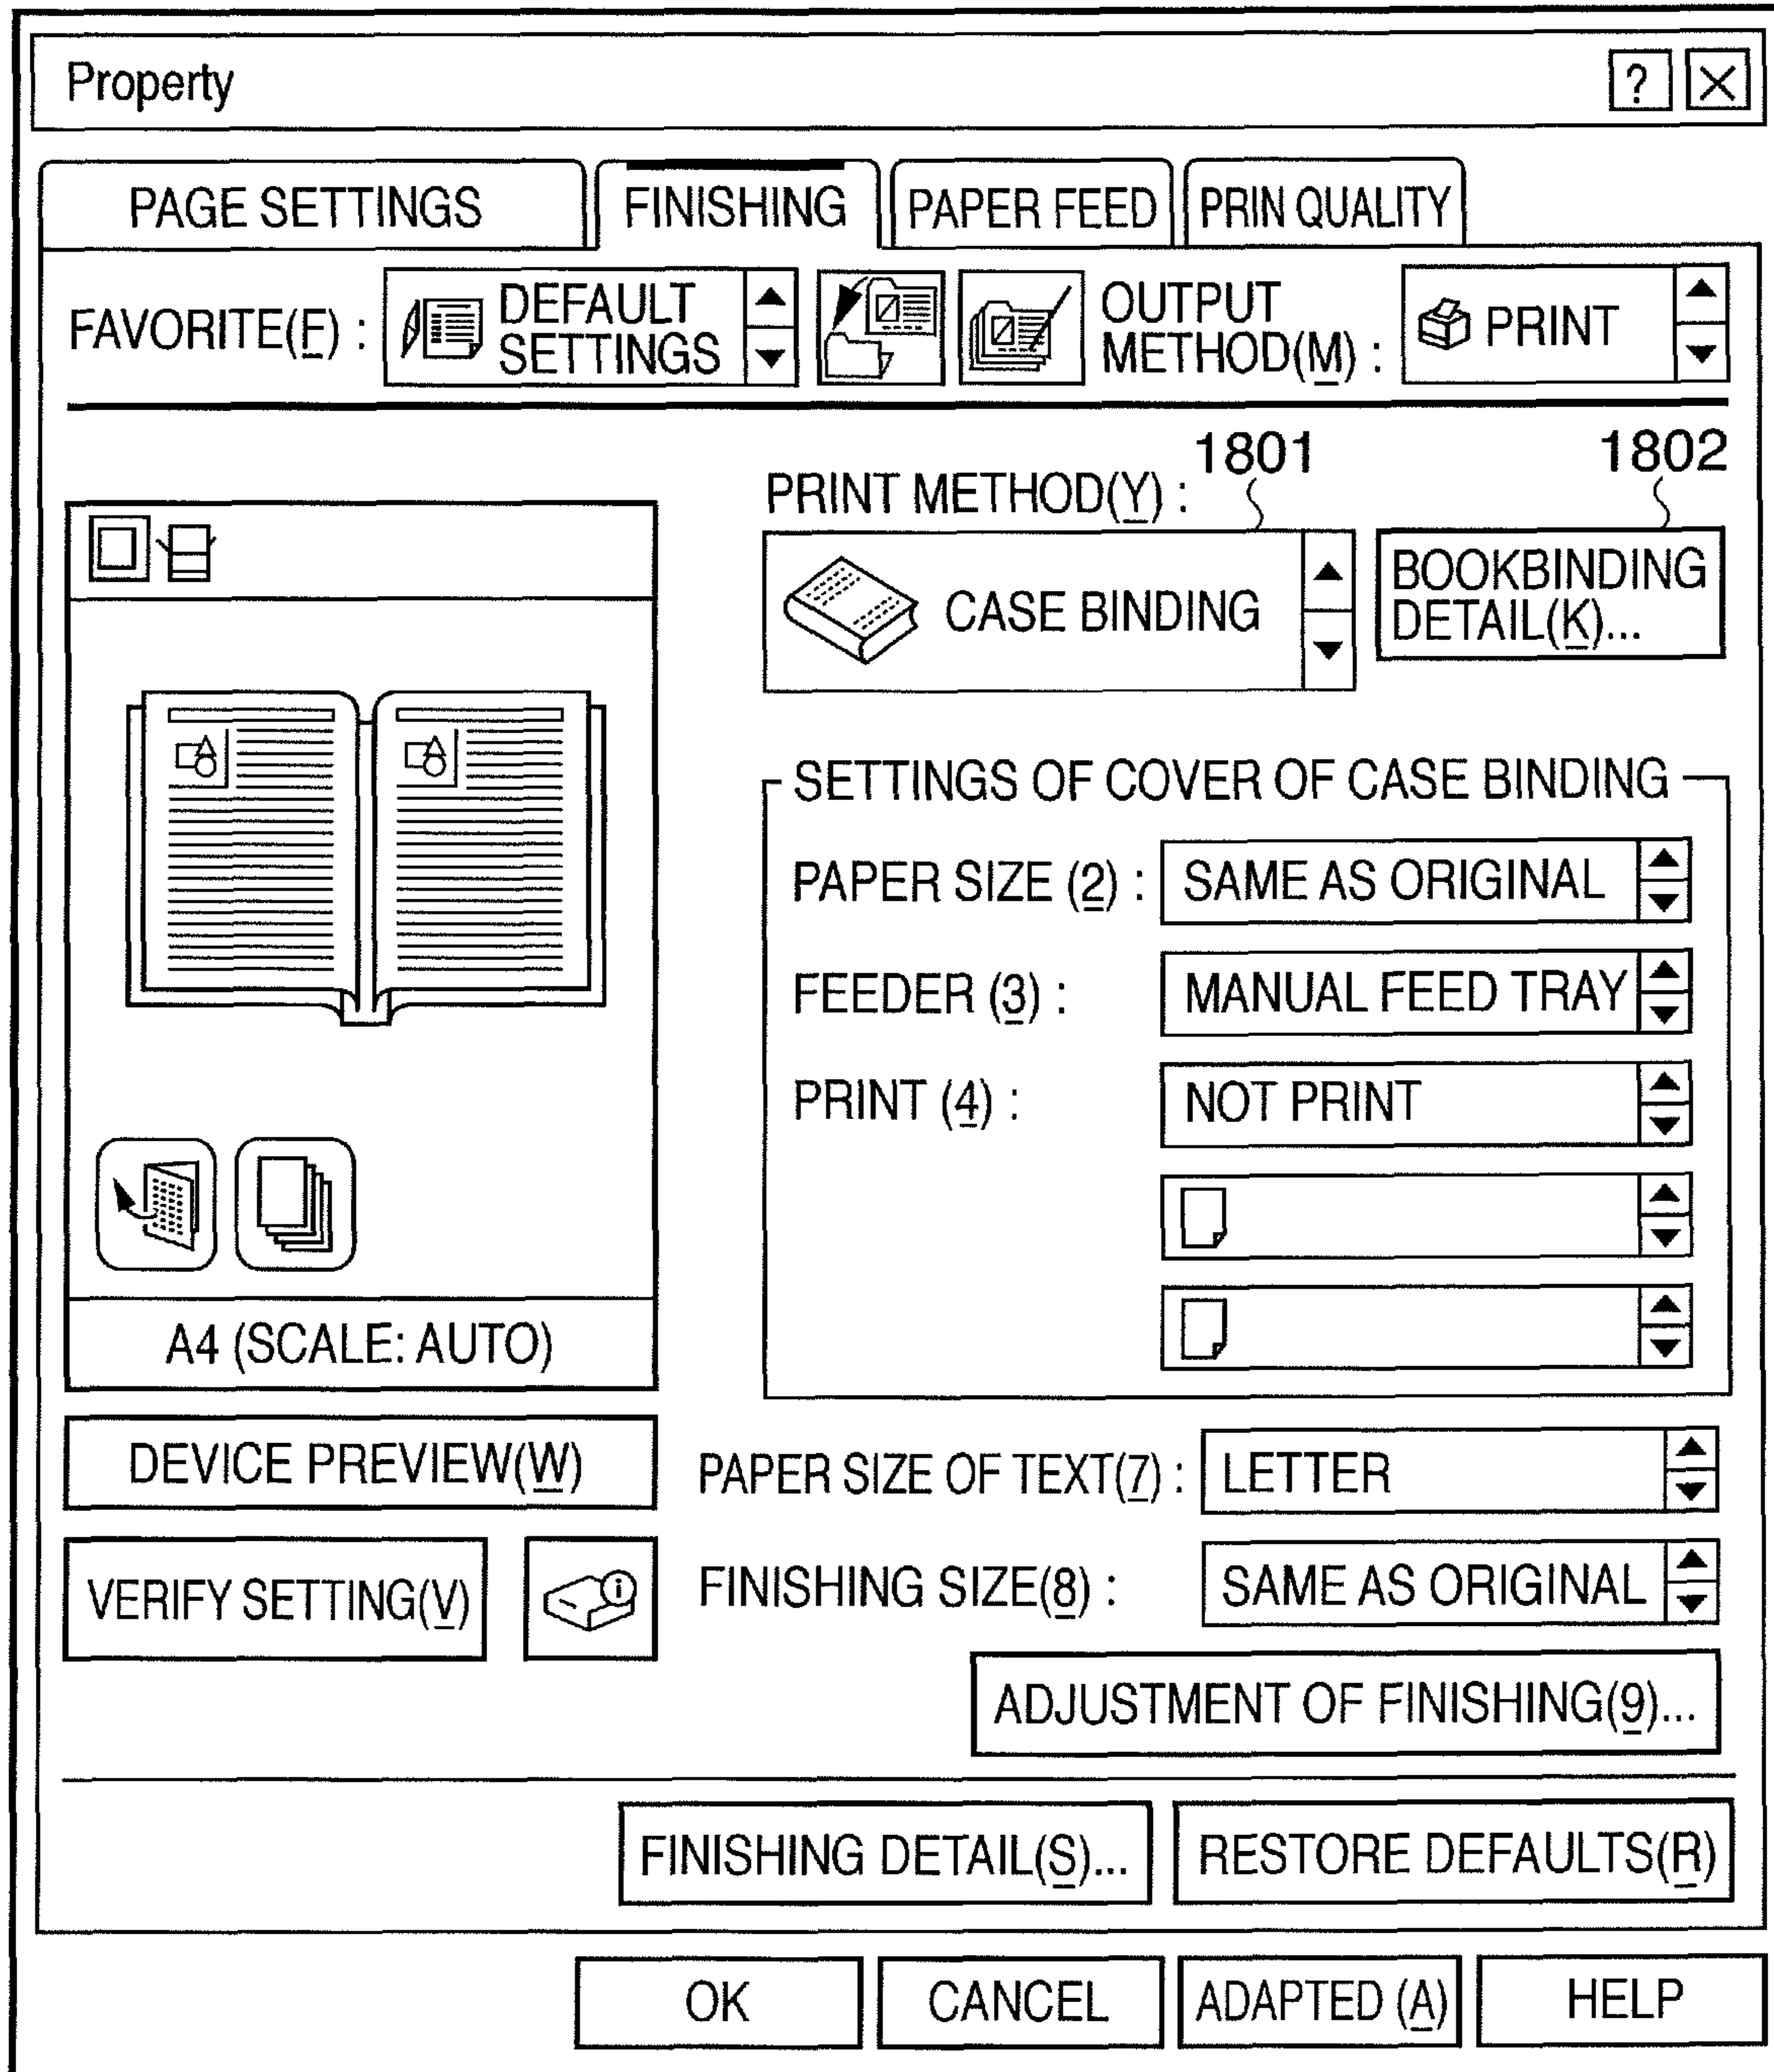 Property
?
PAGE SETTINGS
FINISHING
PAPER FEED
PRIN QUALITY
FAVORITE(F) :
DEFAULT
SETTINGS
OUTPUT
METHOD(M) :
PRINT
1801
1802
PRINT METHOD(Y) :
CASE BINDING
BOOKBINDING
DETAIL(K)...
SETTINGS OF COVER OF CASE BINDING
PAPER SIZE (2) : SAME AS ORIGINAL
FEEDER (3) : MANUAL FEED TRAY
PRINT (4) : NOT PRINT
A4 (SCALE: AUTO)
DEVICE PREVIEW(W)
PAPER SIZE OF TEXT(7) : LETTER
VERIFY SETTING(V)
i
FINISHING SIZE(8) : SAME AS ORIGINAL
ADJUSTMENT OF FINISHING(9)...
FINISHING DETAIL(S)...
RESTORE DEFAULTS(R)
OK
CANCEL
ADAPTED (A)
HELP